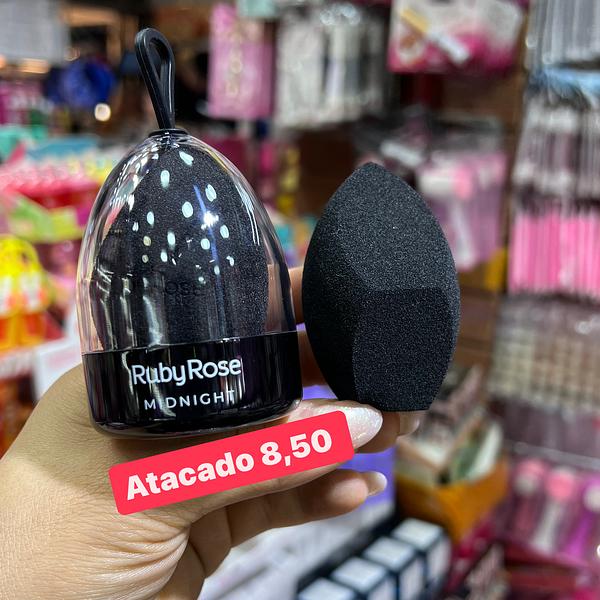 RubyRose
MIDNIGHT
Atacado 8,50